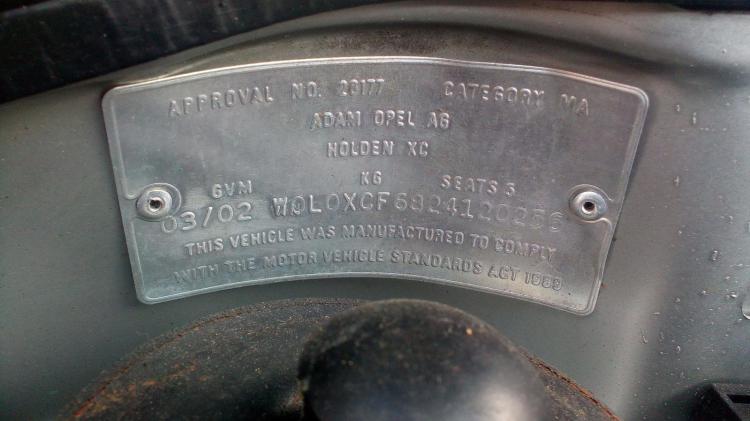 APPROVAL NO. 28177 CATEGORY MA
ADAM OPEL AG
HOLDEN XC
GVM KG SEATS 5
03/02 W0L0XCF6824120256
THIS VEHICLE WAS MANUFACTURED TO COMPLY
WITH THE MOTOR VEHICLE STANDARDS ACT 1989